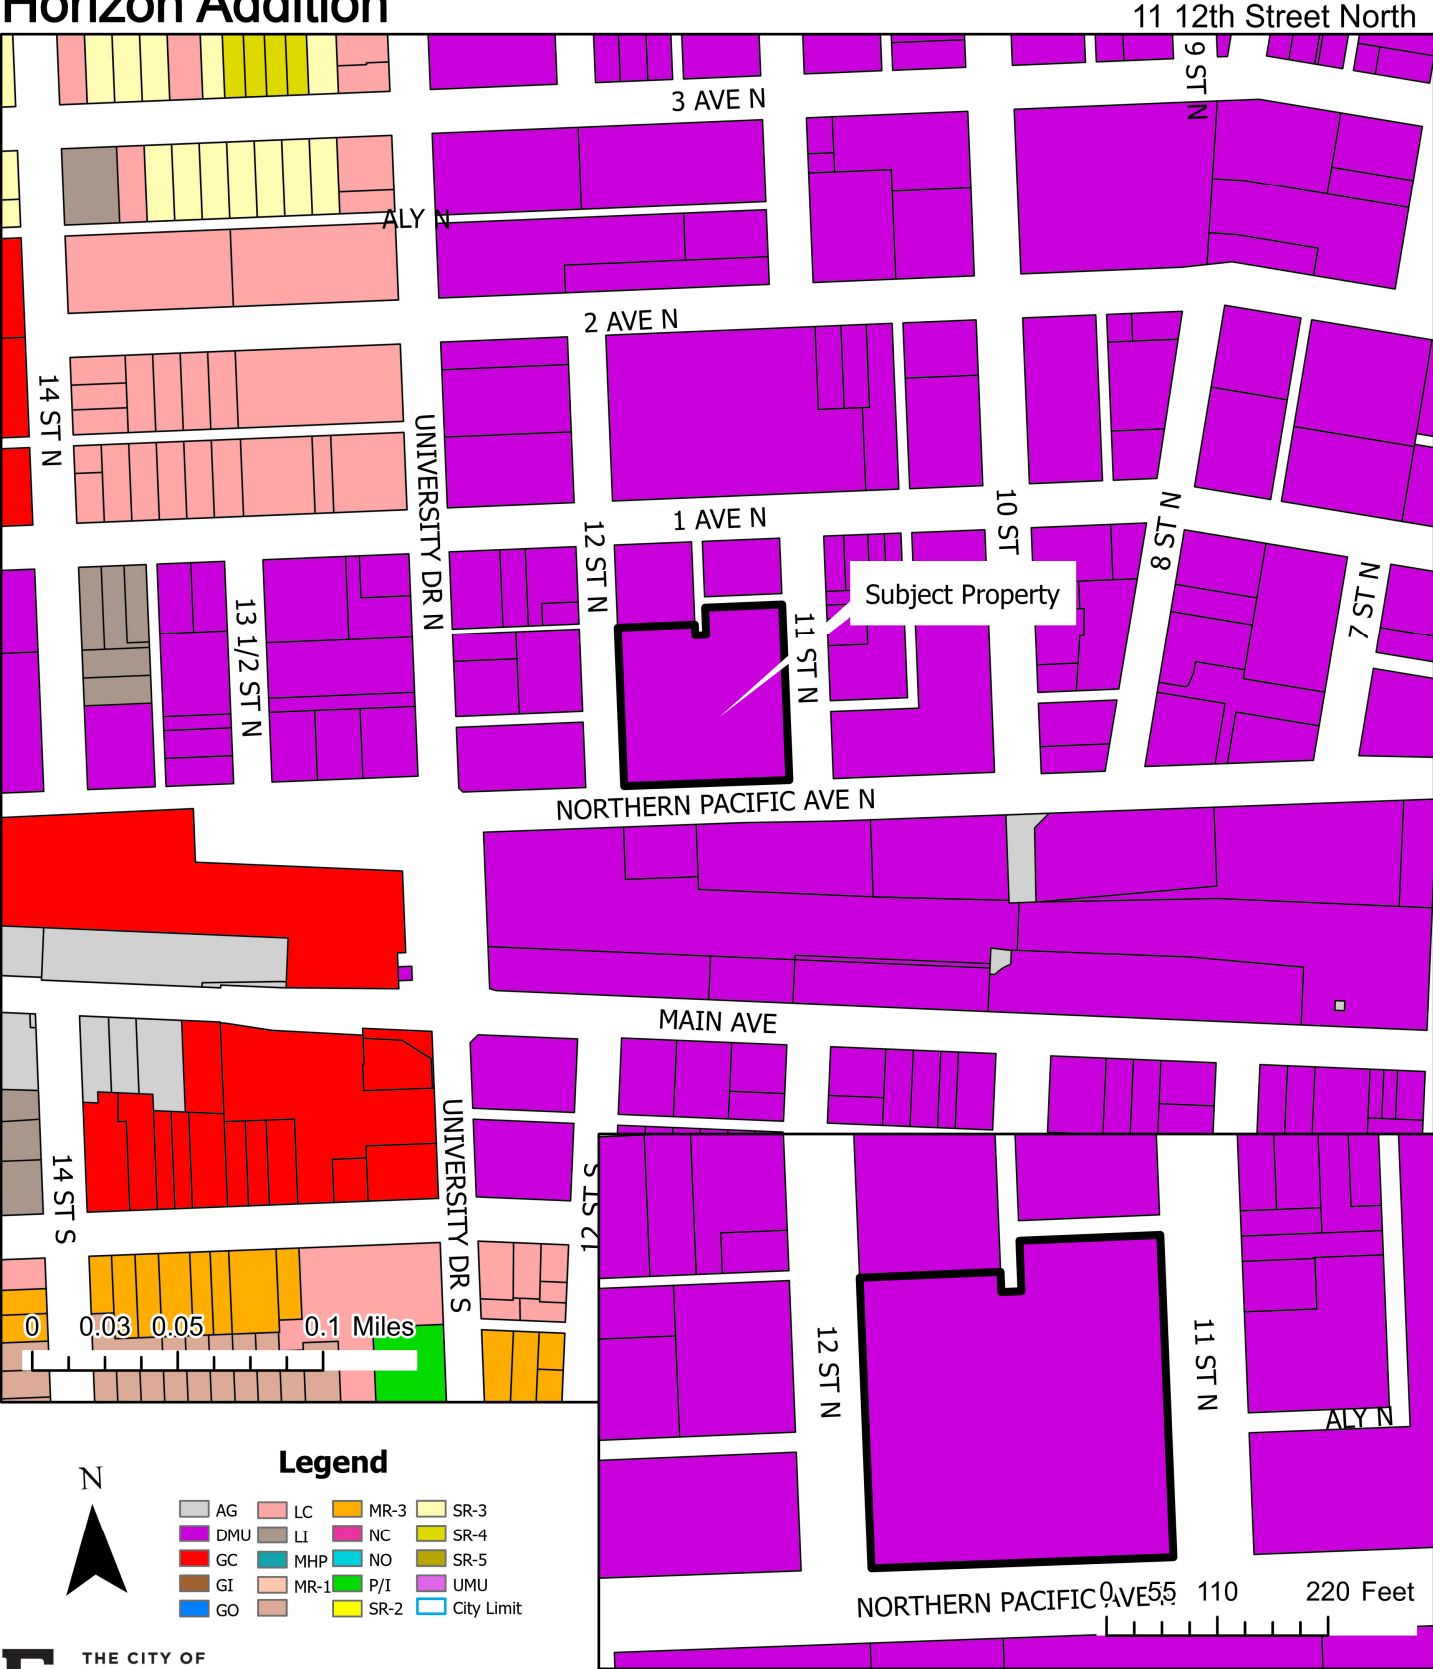 Horizon Addition
11 12th Street North
9 ST N
3 AVE N
ALY N
2 AVE N
14 ST N
UNIVERSITY DR N
1 AVE N
10 ST
8 ST N
12 ST N
7 ST N
Subject Property
13 1/2 ST N
11 ST N
NORTHERN PACIFIC AVE N
MAIN AVE
UNIVERSITY DR S
14 ST S
12 ST S
0 0.03 0.05 0.1 Miles
12 ST N
11 ST N
ALY N
NORTHERN PACIFIC AVE N
0 55 110 220 Feet
Legend
N
AG LC MR-3 SR-3
DMU LI NC SR-4
GC MHP NO SR-5
GI MR-1 P/I UMU
GO SR-2 City Limit
THE CITY OF